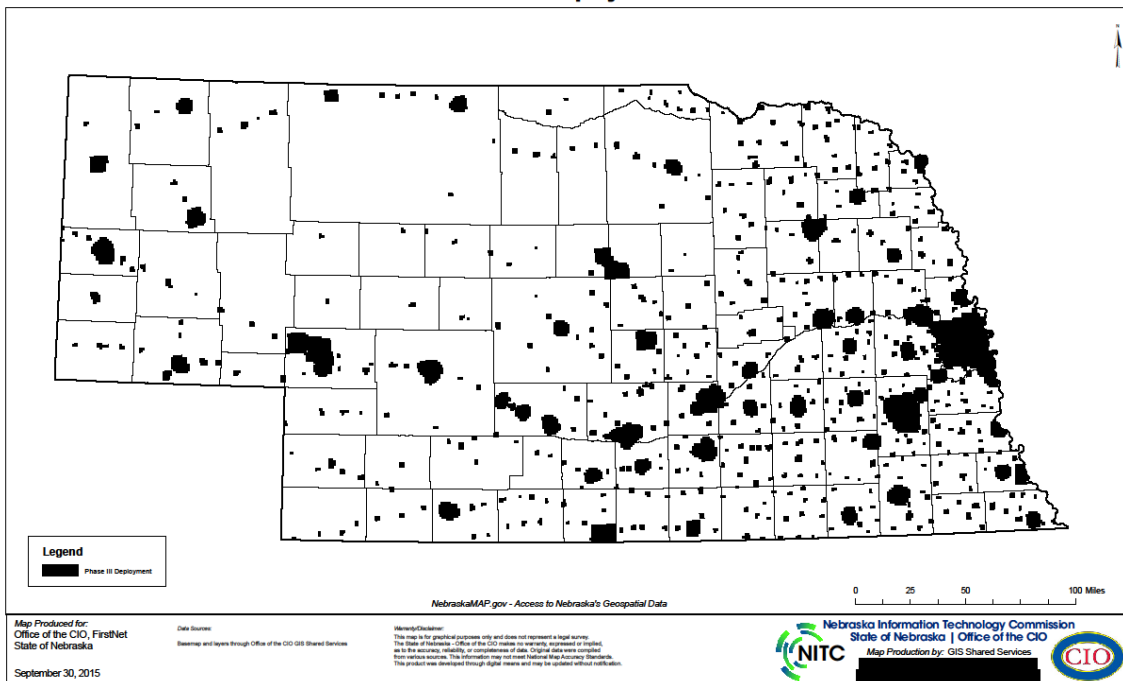 N
Legend
Phase III Deployment
0 25 50 100 Miles
NebraskaMAP.gov - Access to Nebraska's Geospatial Data
Map Produced for:
Office of the CIO, FirstNet
State of Nebraska
September 30, 2015
Data Sources:
Basemap and layers through Office of the CIO GIS Shared Services
Warranty/Disclaimer:
This map is for graphical purposes only and does not represent a legal survey.
The State of Nebraska - Office of the CIO makes no warranty, expressed or implied,
as to the accuracy, reliability, or completeness of data. Original data were compiled
from various sources. This information may not meet National Map Accuracy Standards.
This product was developed through digital means and may be updated without notification.
NITC
Nebraska Information Technology Commission
State of Nebraska | Office of the CIO
Map Production by: GIS Shared Services
CIO